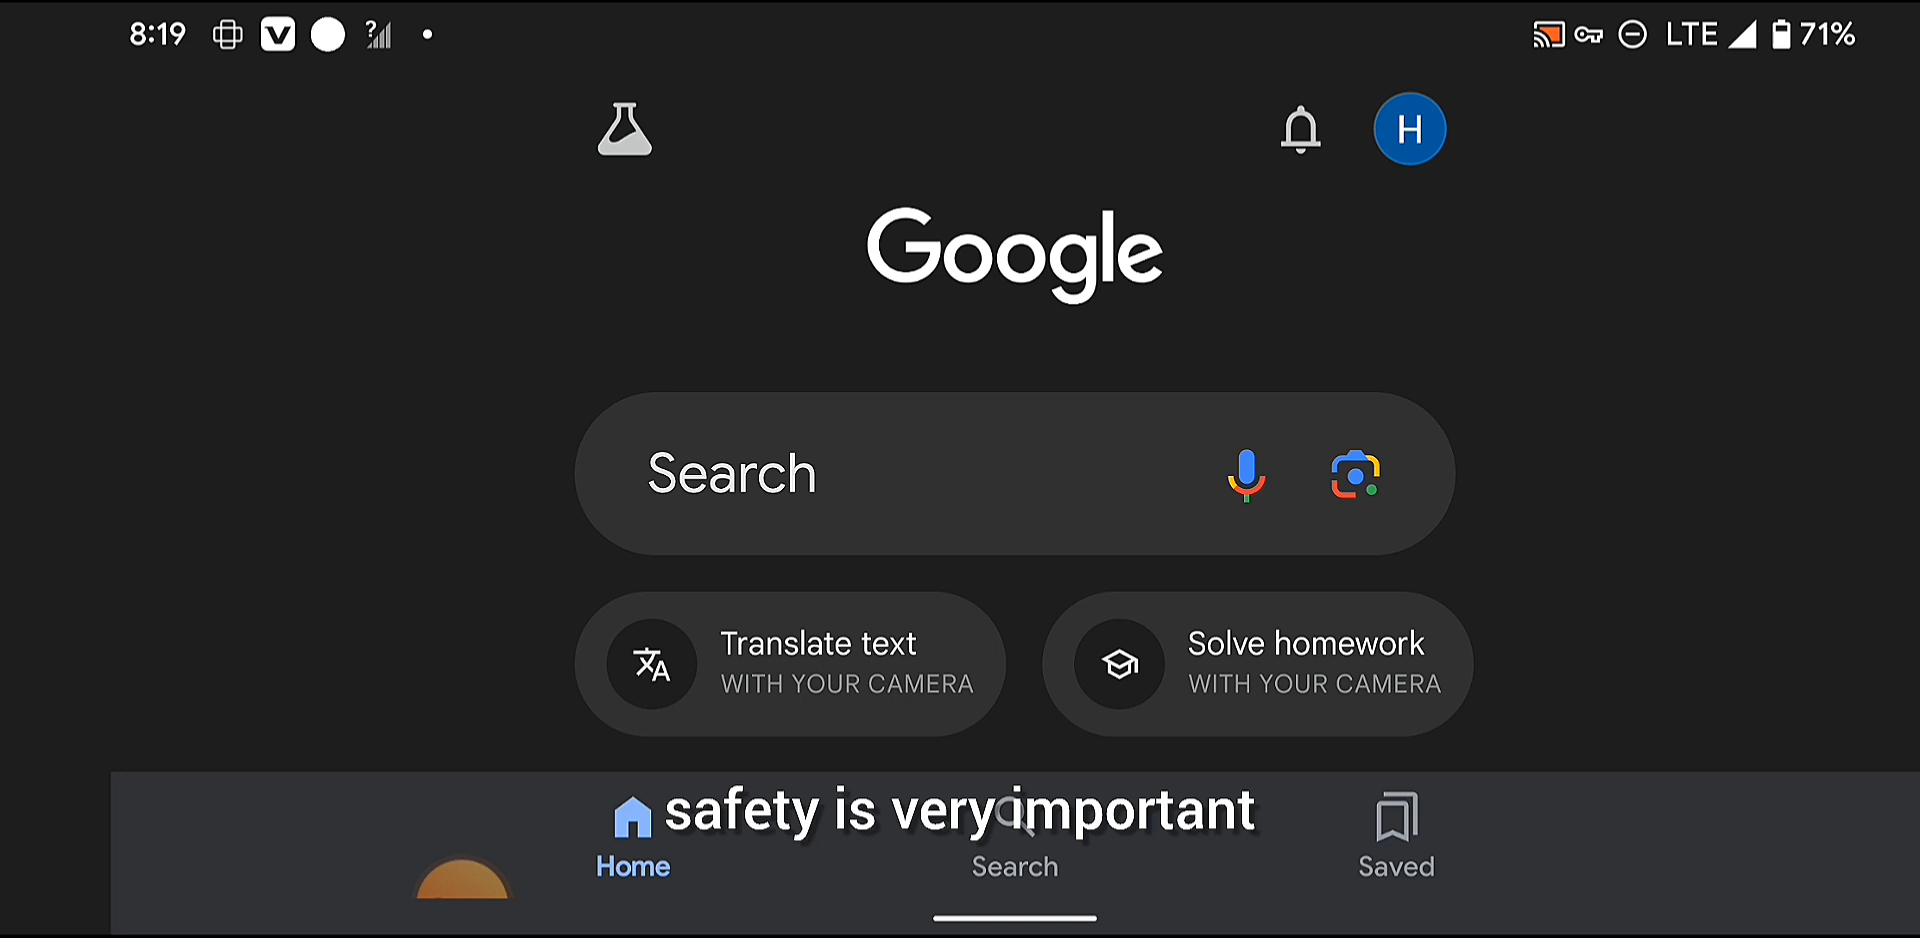 8:19 V ? LTE 71%
H
Google
Search
Translate text
WITH YOUR CAMERA
Solve homework
WITH YOUR CAMERA
safety is very important
Home
Search
Saved